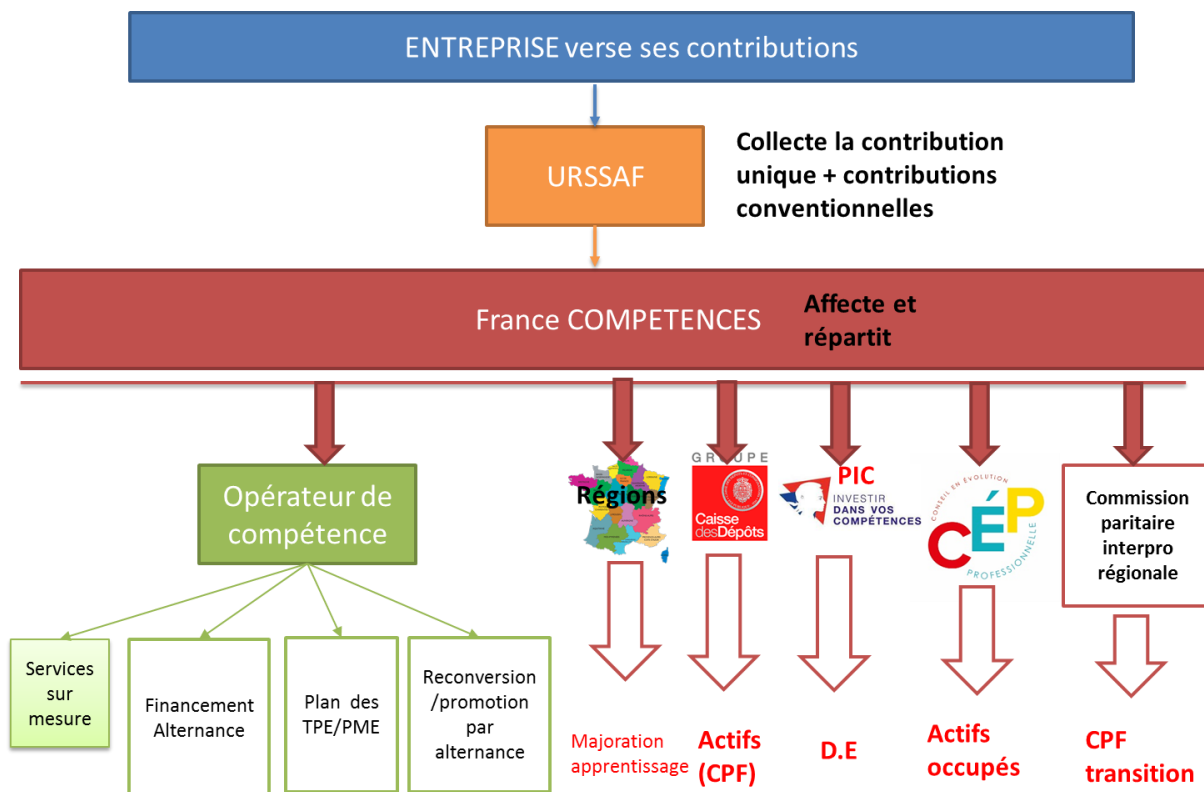 ENTREPRISE verse ses contributions
URSSAF
Collecte la contribution
unique + contributions
conventionnelles
France COMPETENCES
Affecte et
répartit
Opérateur de
compétence
Régions
GROUPE
Caisse
desDépôts
PIC
INVESTIR
DANS VOS
COMPÉTENCES
CONSEIL EN ÉVOLUTION
CÉP
PROFESSIONNELLE
Commission
paritaire
interpro
régionale
Services
sur
mesure
Financement
Alternance
Plan des
TPE/PME
Reconversion
/promotion
par
alternance
Majoration
apprentissage
Actifs
(CPF)
D.E
Actifs
occupés
CPF
transition